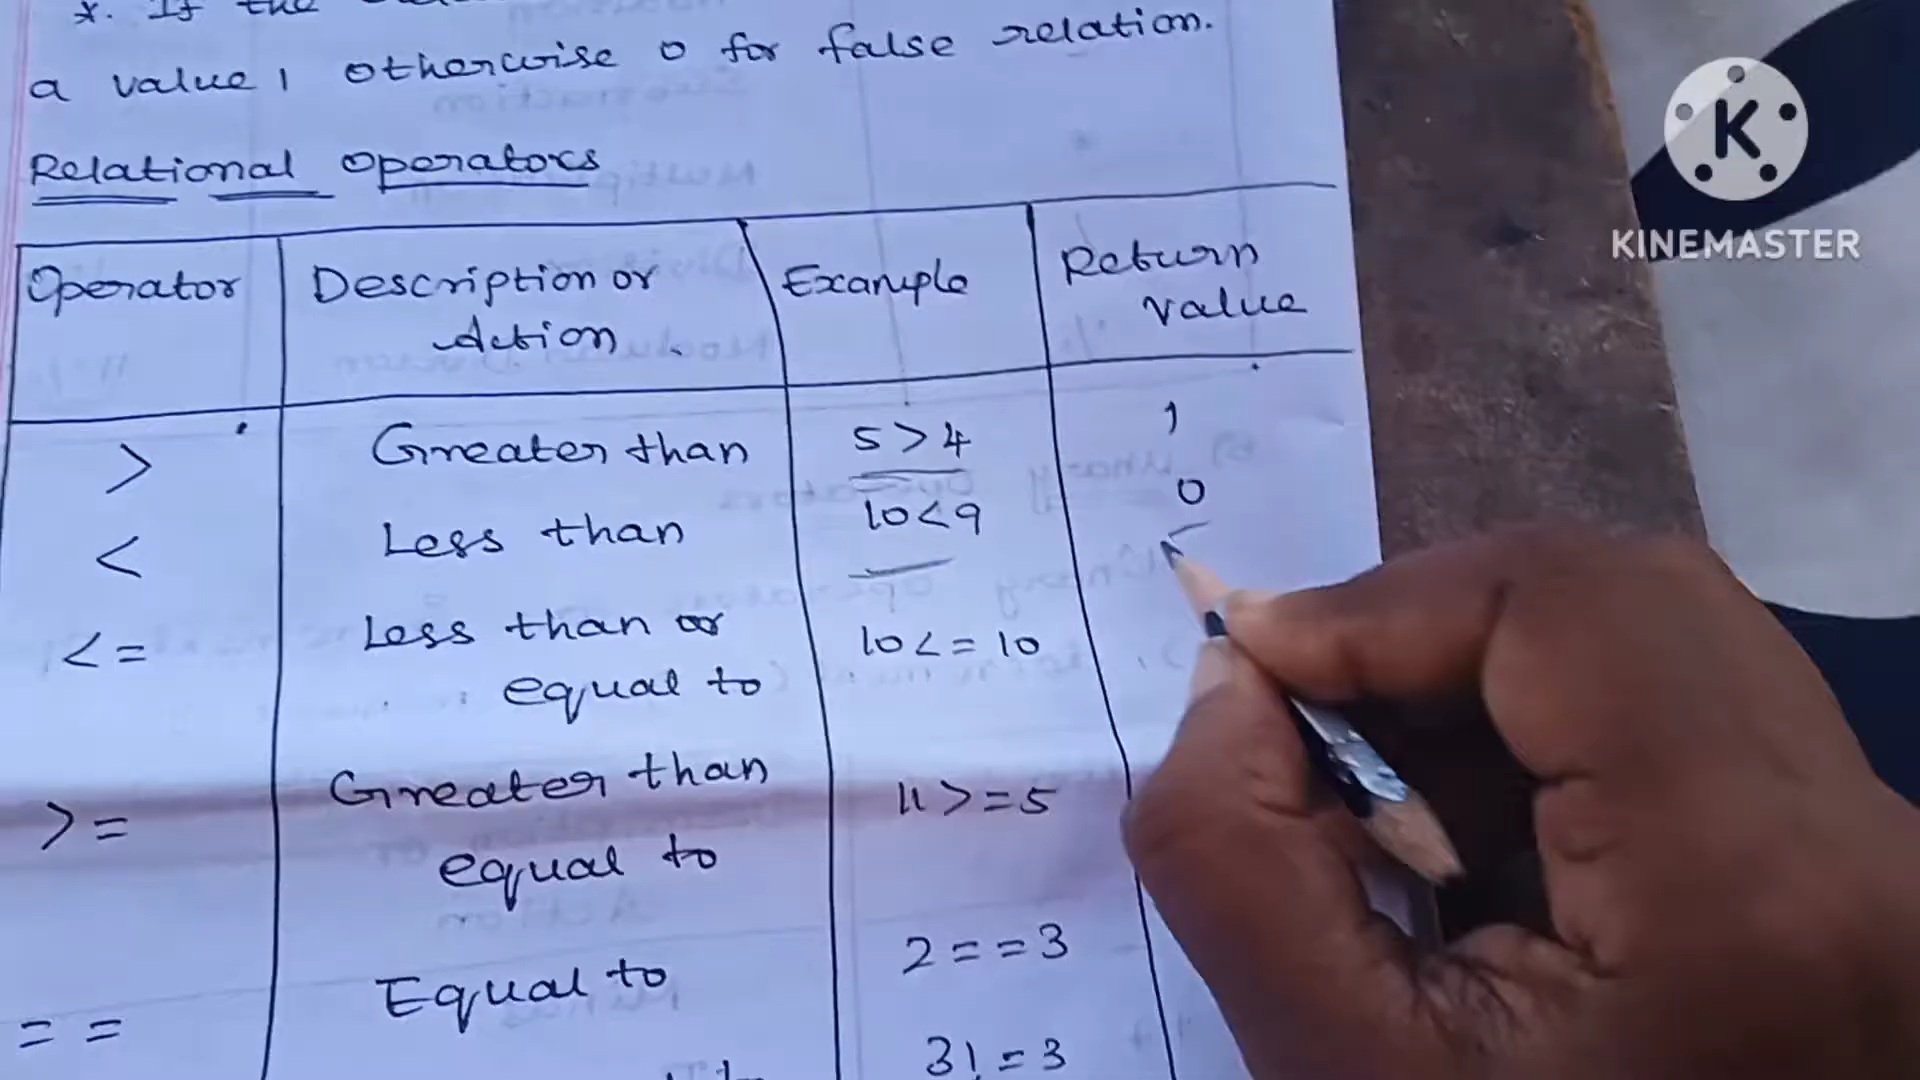 *. If the
a value 1 otherwise 0 for false relation.
Relational Operators
Operator Description or Action Example Return value
> Greater than 5 > 4 1
< Less than 10 < 9 0
<= Less than or equal to 10 <= 10
>= Greater than equal to 11 >= 5
== Equal to 2 == 3
3! = 3
K
KINEMASTER